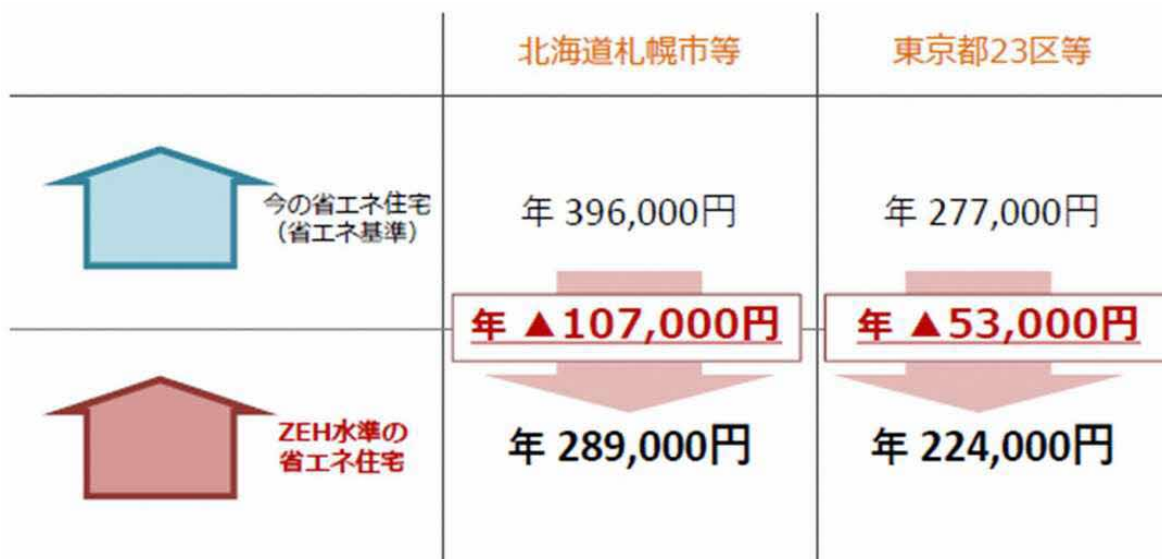 北海道札幌市等
東京都23区等
今の省エネ住宅
（省エネ基準）
年 396,000円
年 277,000円
年 ▲107,000円
年 ▲53,000円
ZEH水準の
省エネ住宅
年 289,000円
年 224,000円